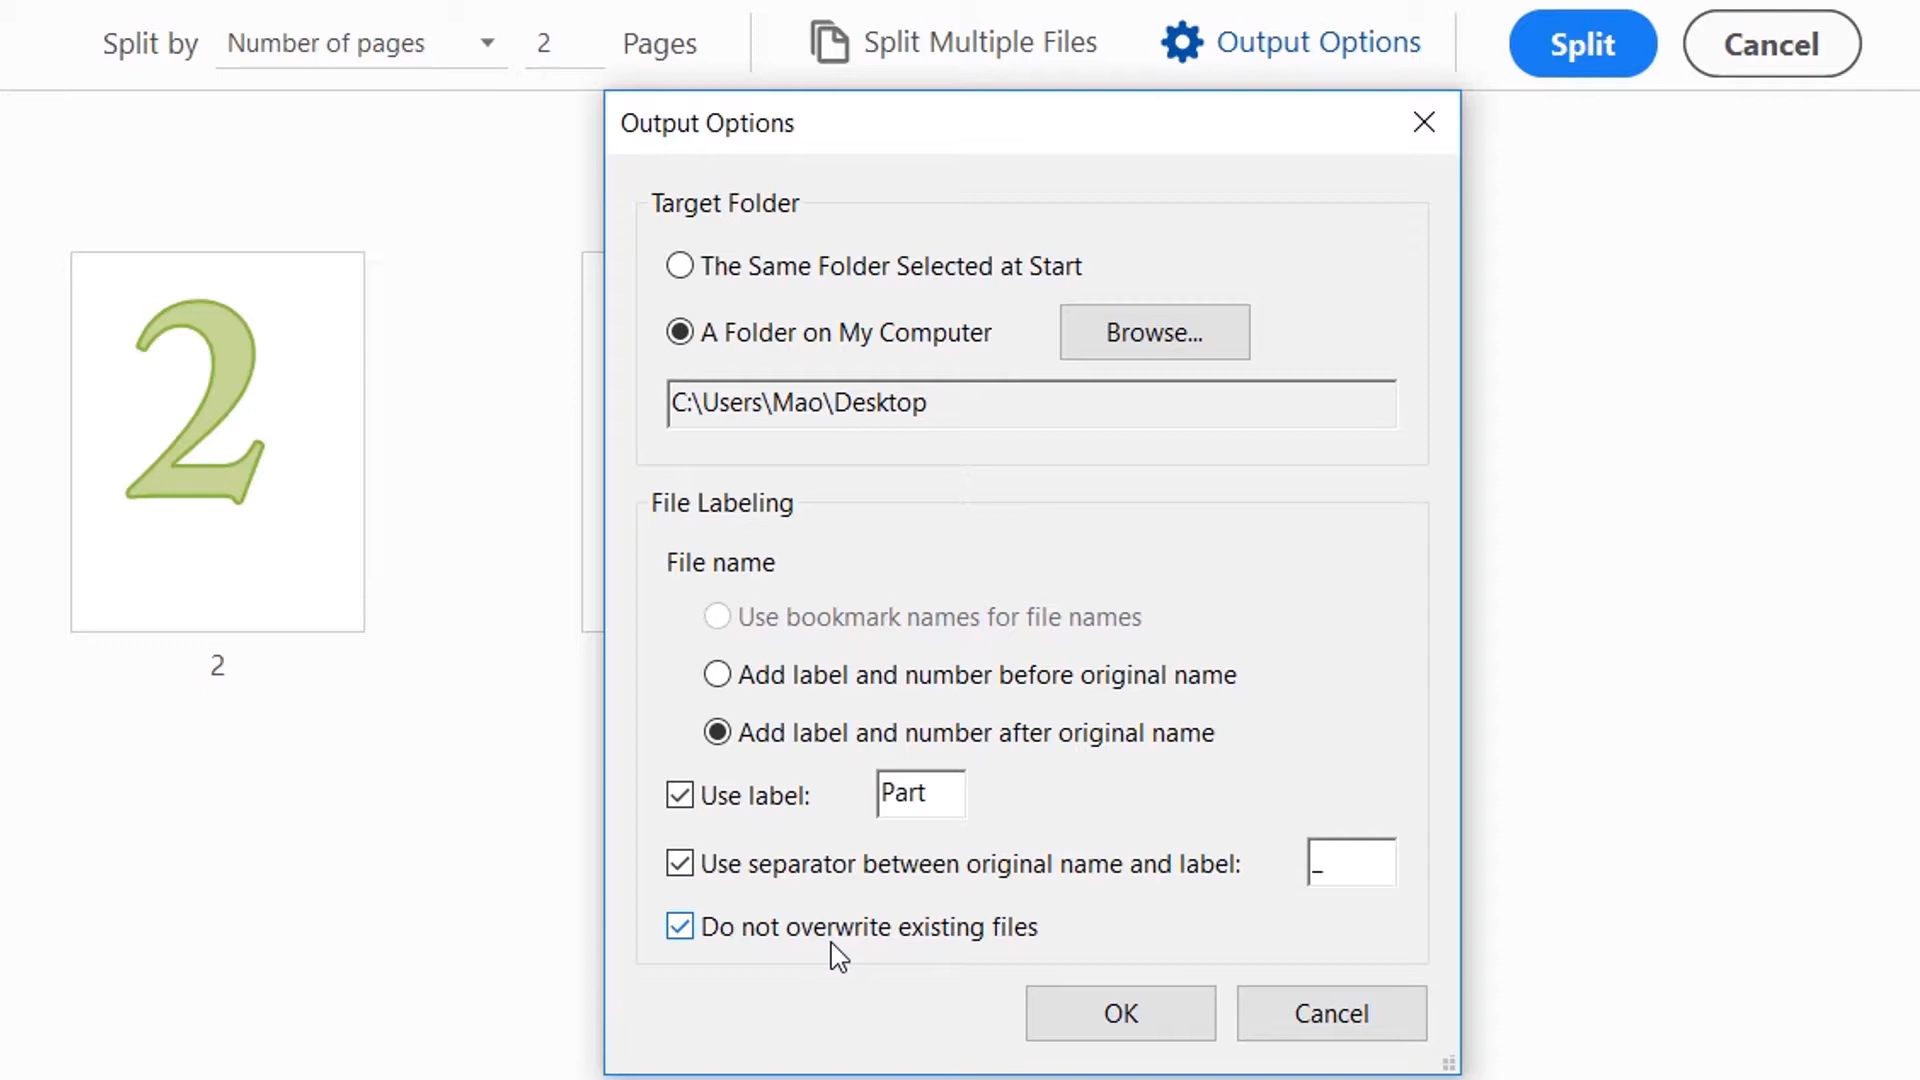 Split by Number of pages 2 Pages Split Multiple Files Output Options Split Cancel
Output Options
Target Folder
The Same Folder Selected at Start
A Folder on My Computer Browse...
C:\Users\Mao\Desktop
File Labeling
File name
Use bookmark names for file names
Add label and number before original name
Add label and number after original name
Use label: Part
Use separator between original name and label: _
Do not overwrite existing files
OK Cancel
2
2